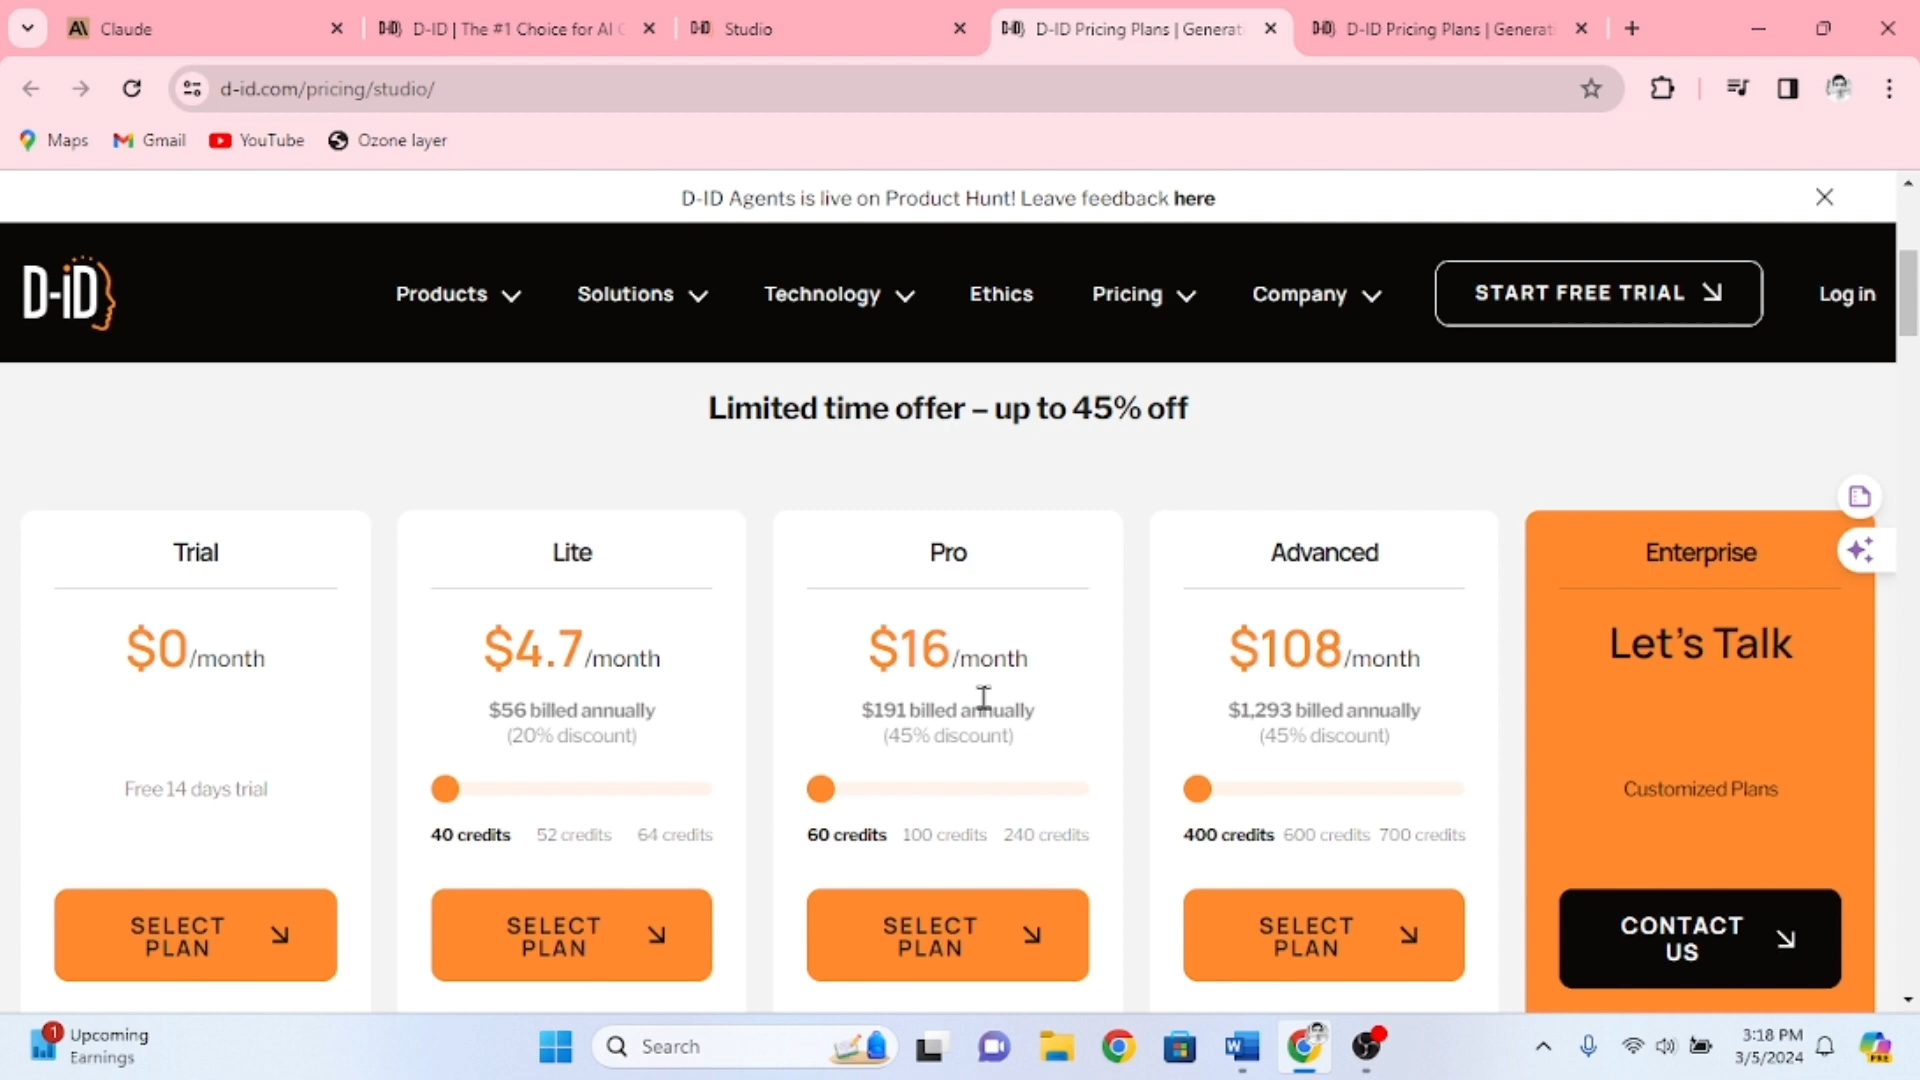 Claude
D-ID | The #1 Choice for AI
Studio
D-ID Pricing Plans | Generat
D-ID Pricing Plans | Generat
d-id.com/pricing/studio/
Maps
Gmail
YouTube
Ozone layer
D-ID Agents is live on Product Hunt! Leave feedback here
D-iD
Products
Solutions
Technology
Ethics
Pricing
Company
START FREE TRIAL
Log in
Limited time offer – up to 45% off
Trial
$0/month
Free 14 days trial
SELECT
PLAN
Lite
$4.7/month
$56 billed annually
(20% discount)
40 credits 52 credits 64 credits
SELECT
PLAN
Pro
$16/month
$191 billed annually
(45% discount)
60 credits 100 credits 240 credits
SELECT
PLAN
Advanced
$108/month
$1,293 billed annually
(45% discount)
400 credits 600 credits 700 credits
SELECT
PLAN
Enterprise
Let's Talk
Customized Plans
CONTACT
US
1
Upcoming
Earnings
Search
3:18 PM
3/5/2024
PRE